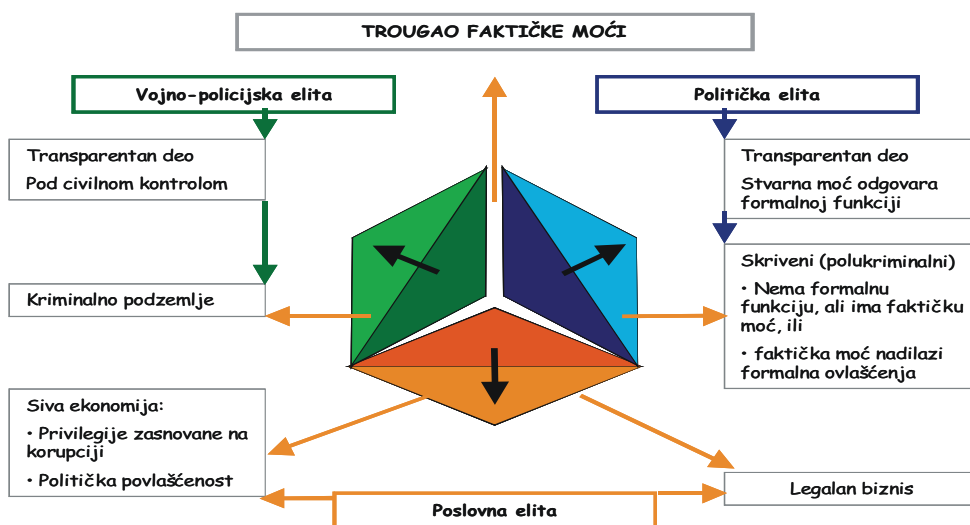 TROUGAO FAKTIČKE MOĆI
Vojno-policijska elita
Transparentan deo
Pod civilnom kontrolom
Kriminalno podzemlje
Politička elita
Transparentan deo
Stvarna moć odgovara
formalnoj funkciji
Skriveni (polukriminalni)
• Nema formalnu
funkciju, ali ima faktičku
moć, ili
• faktička moć nadilazi
formalna ovlašćenja
Siva ekonomija:
• Privilegije zasnovane na
korupciji
• Politička povlašćenost
Poslovna elita
Legalan biznis